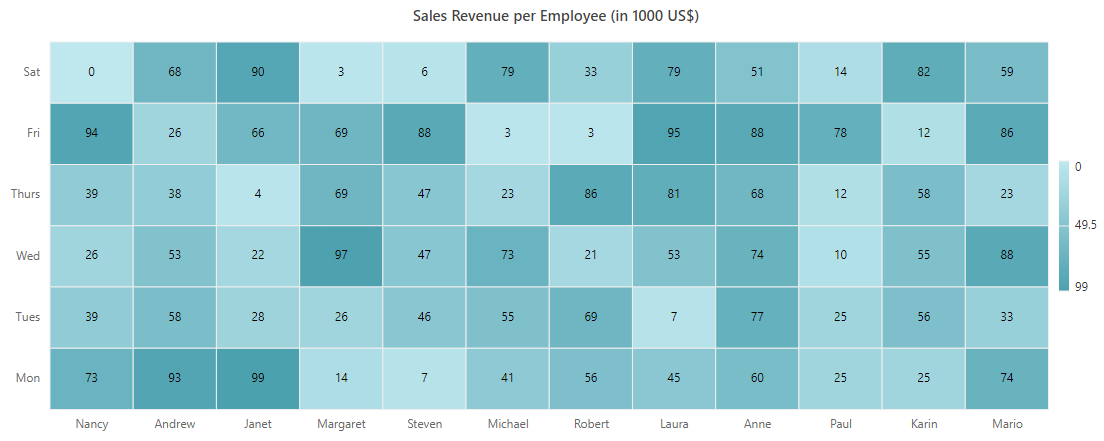 Sales Revenue per Employee (in 1000 US$)
Sat 0 68 90 3 6 79 33 79 51 14 82 59
Fri 94 26 66 69 88 3 3 95 88 78 12 86
Thurs 39 38 4 69 47 23 86 81 68 12 58 23
Wed 26 53 22 97 47 73 21 53 74 10 55 88
Tues 39 58 28 26 46 55 69 7 77 25 56 33
Mon 73 93 99 14 7 41 56 45 60 25 25 74
Nancy Andrew Janet Margaret Steven Michael Robert Laura Anne Paul Karin Mario
0
49.5
99